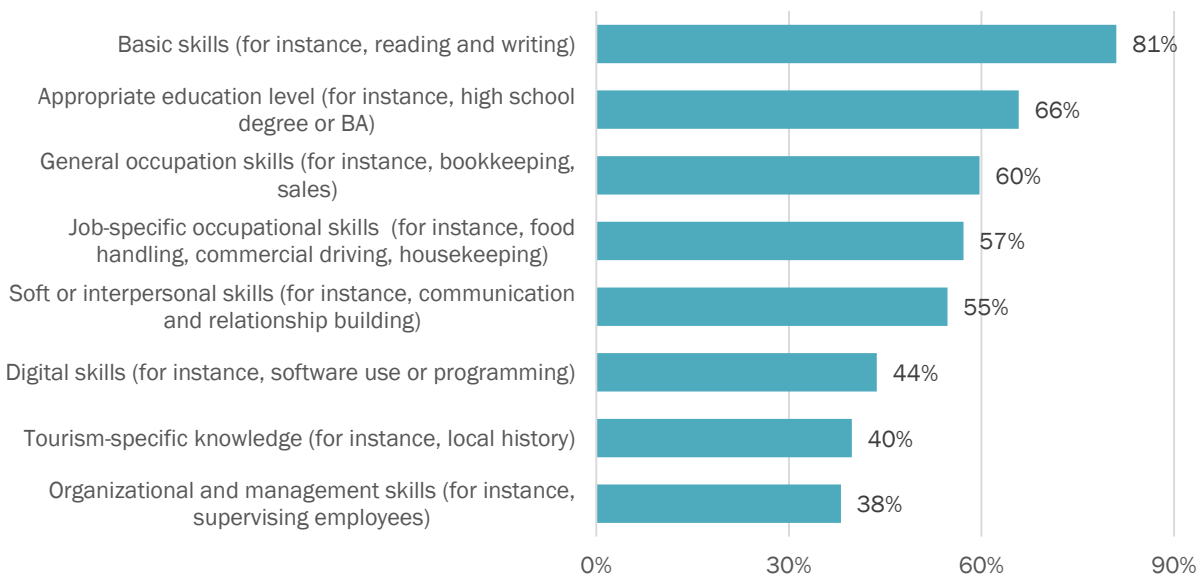 Basic skills (for instance, reading and writing)
81%
Appropriate education level (for instance, high school
degree or BA)
66%
General occupation skills (for instance, bookkeeping,
sales)
60%
Job-specific occupational skills  (for instance, food
handling, commercial driving, housekeeping)
57%
Soft or interpersonal skills (for instance, communication
and relationship building)
55%
Digital skills (for instance, software use or programming)
44%
Tourism-specific knowledge (for instance, local history)
40%
Organizational and management skills (for instance,
supervising employees)
38%
0% 30% 60% 90%